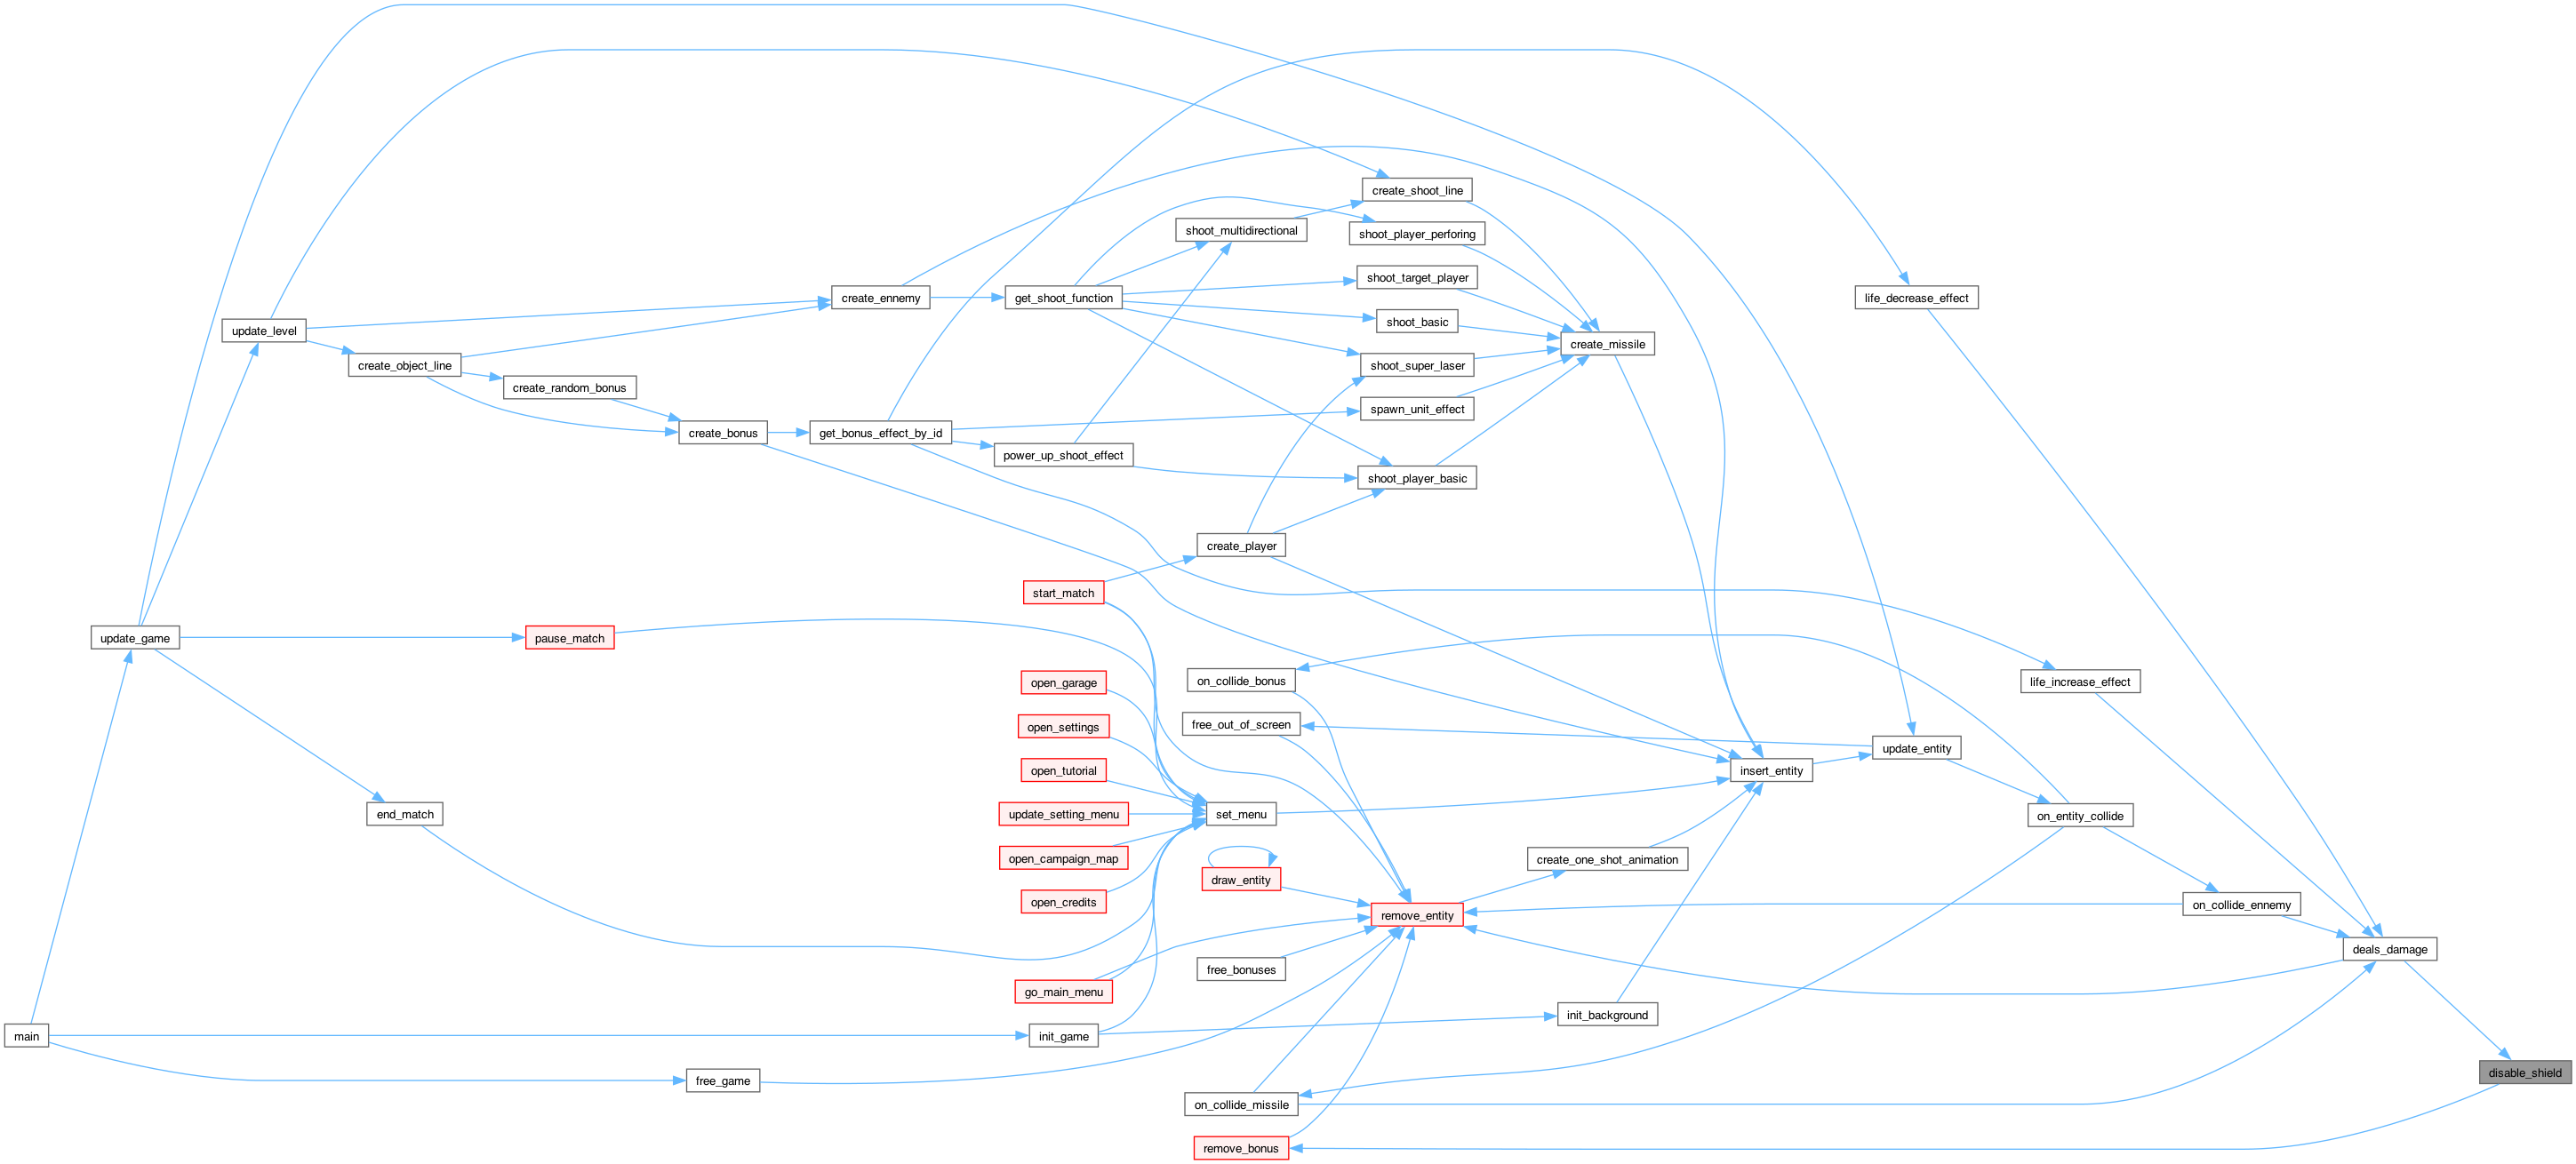 create_shoot_line
shoot_multidirectional
shoot_player_perforing
shoot_target_player
create_ennemy
get_shoot_function
life_decrease_effect
shoot_basic
update_level
create_missile
create_object_line
shoot_super_laser
create_random_bonus
spawn_unit_effect
create_bonus
get_bonus_effect_by_id
power_up_shoot_effect
shoot_player_basic
create_player
start_match
update_game
pause_match
open_garage
on_collide_bonus
life_increase_effect
open_settings
free_out_of_screen
update_entity
open_tutorial
insert_entity
end_match
update_setting_menu
set_menu
on_entity_collide
open_campaign_map
create_one_shot_animation
draw_entity
open_credits
remove_entity
on_collide_ennemy
deals_damage
free_bonuses
go_main_menu
init_background
main
init_game
disable_shield
free_game
on_collide_missile
remove_bonus